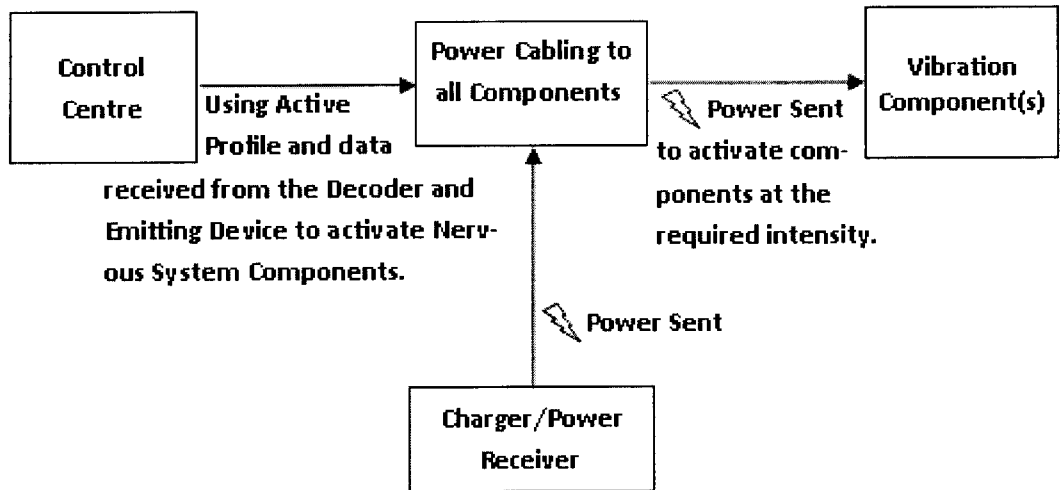 Control
Centre
Using Active
Profile and data
received from the Decoder and
Emitting Device to activate Nerv-
ous System Components.
Power Cabling to
all Components
Power Sent
to activate com-
ponents at the
required intensity.
Vibration
Component(s)
Power Sent
Charger/Power
Receiver